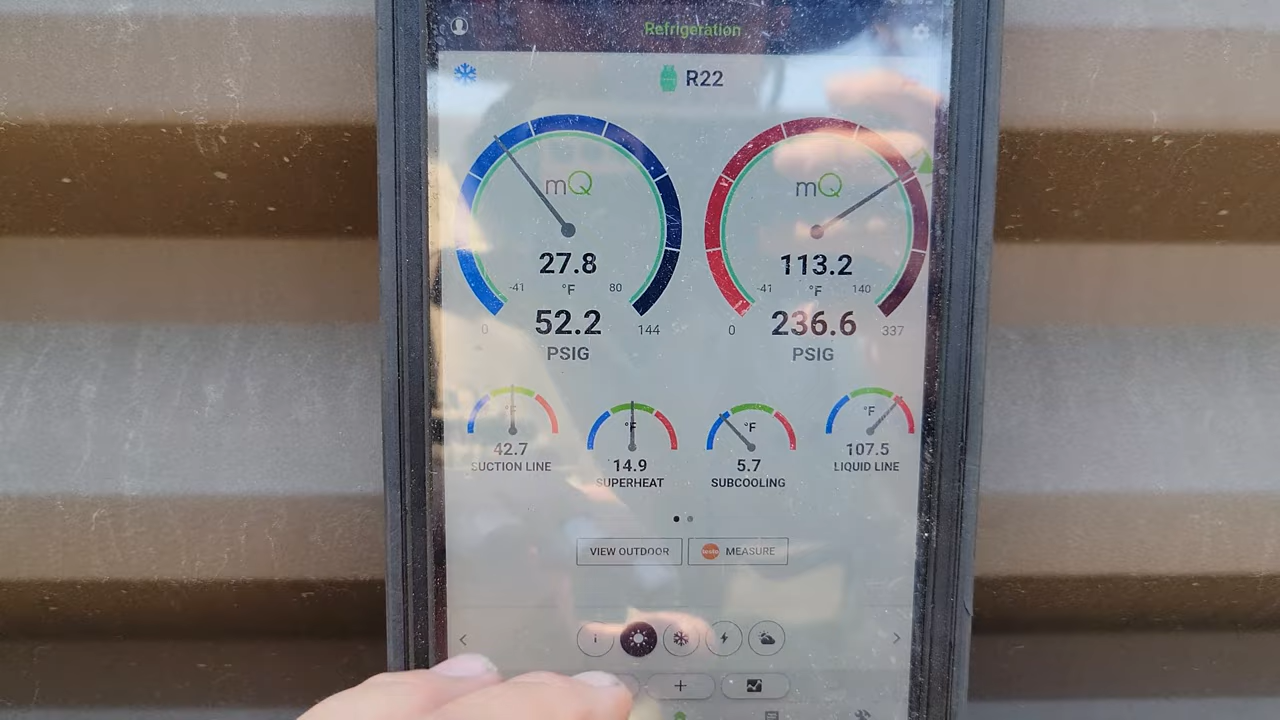 Refrigeration
R22
mQ
27.8
-41 °F 80
52.2
0 144
PSIG
mQ
113.2
-41 °F 140
236.6
0 337
PSIG
°F
42.7
SUCTION LINE
°F
14.9
SUPERHEAT
°F
5.7
SUBCOOLING
°F
107.5
LIQUID LINE
VIEW OUTDOOR
testo MEASURE
i